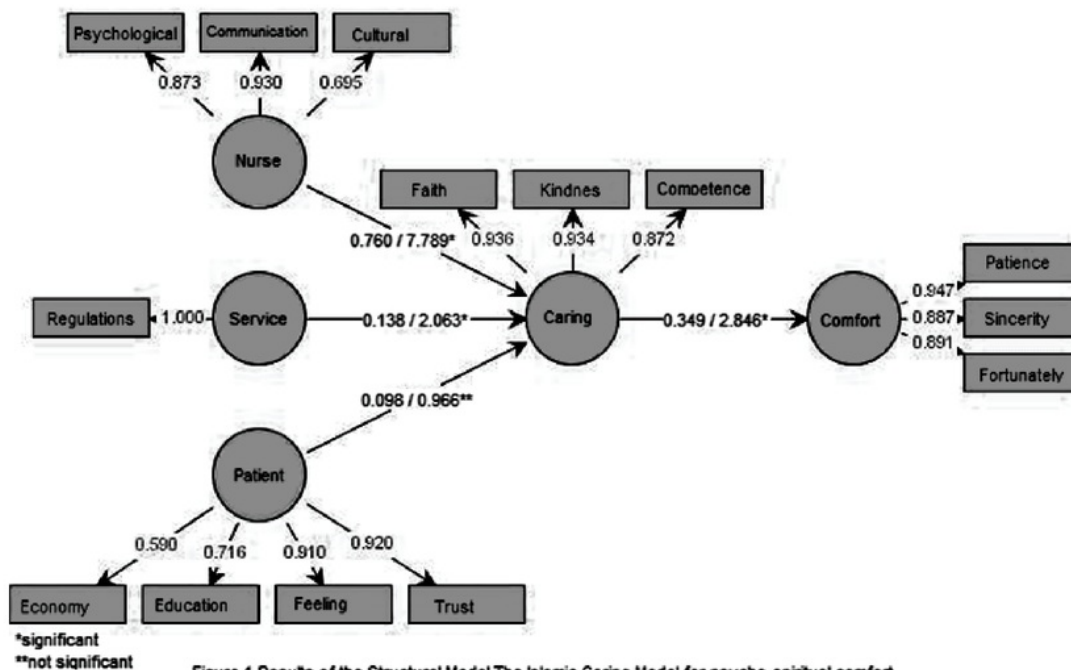 Psychological Communication Cultural
0.873 0.930 0.695
Nurse
Faith Kindnes Competence
0.760 / 7.789* 0.936 0.934 0.872
Regulations 1.000 Service 0.138 / 2.063* Caring 0.349 / 2.846* Comfort
0.947 Patience
0.887 Sincerity
0.891 Fortunately
0.098 / 0.966**
Patient
0.590 0.716 0.910 0.920
Economy Education Feeling Trust
*significant
**not significant
Figure 1 Results of the Structural Model The Islamic Caring Model for psycho-spiritual comfort